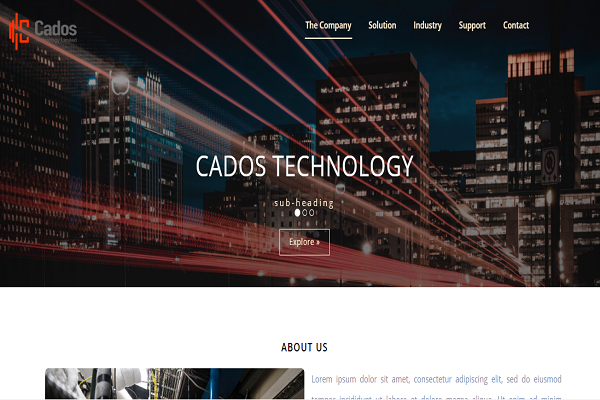 Cados
Technology Limited
The Company Solution Industry Support Contact
CADOS TECHNOLOGY
sub-heading
Explore »
ABOUT US
Lorem ipsum dolor sit amet, consectetur adipiscing elit, sed do eiusmod
tempor incididunt ut labore et dolore magna aliqua. Ut enim ad minim